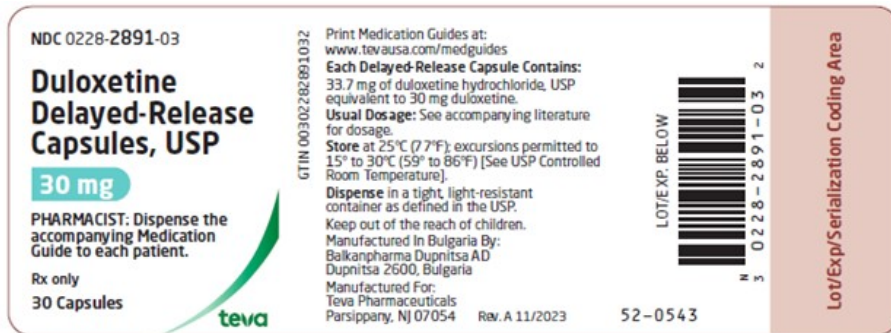 NDC 0228-2891-03
Duloxetine
Delayed-Release
Capsules, USP
30 mg
PHARMACIST: Dispense the
accompanying Medication
Guide to each patient.
Rx only
30 Capsules
teva
GTIN 00302282891032
Print Medication Guides at:
www.tevausa.com/medguides
Each Delayed-Release Capsule Contains:
33.7 mg of duloxetine hydrochloride, USP
equivalent to 30 mg duloxetine.
Usual Dosage: See accompanying literature
for dosage.
Store at 25°C (77°F); excursions permitted to
15° to 30°C (59° to 86°F) [See USP Controlled
Room Temperature].
Dispense in a tight, light-resistant
container as defined in the USP.
Keep out of the reach of children.
Manufactured In Bulgaria By:
Balkanpharma Dupnitsa AD
Dupnitsa 2600, Bulgaria
Manufactured For:
Teva Pharmaceuticals
Parsippany, NJ 07054 Rev. A 11/2023
52-0543
LOT/EXP. BELOW
N
3 0228-2891-03 2
Lot/Exp/Serialization Coding Area